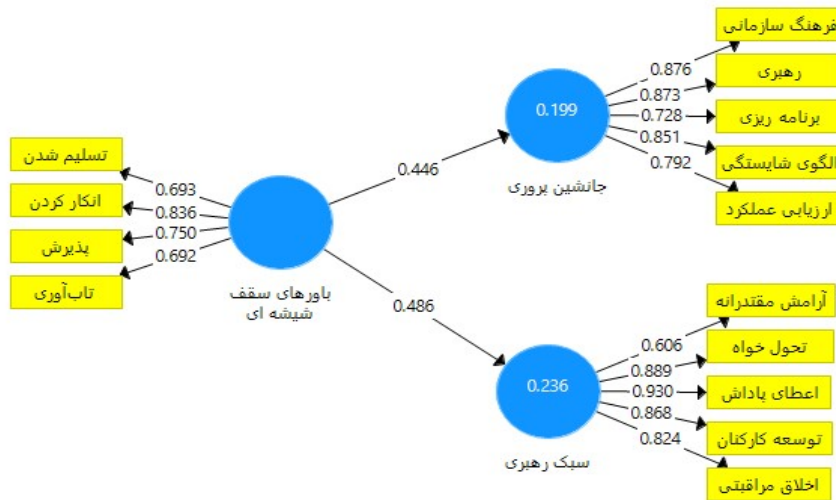 فرهنگ سازمانی
رهبری
برنامه ریزی
الگوی شایستگی
ارزیابی عملکرد
0.876
0.873
0.728
0.851
0.792
0.199
جانشین پروری
0.446
تسلیم شدن
انکار کردن
پذیرش
تاب‌آوری
0.693
0.836
0.750
0.692
باورهای سقف
شیشه ای
0.486
0.236
سبک رهبری
0.606
0.889
0.930
0.868
0.824
آرامش مقتدرانه
تحول خواه
اعطای پاداش
توسعه کارکنان
اخلاق مراقبتی